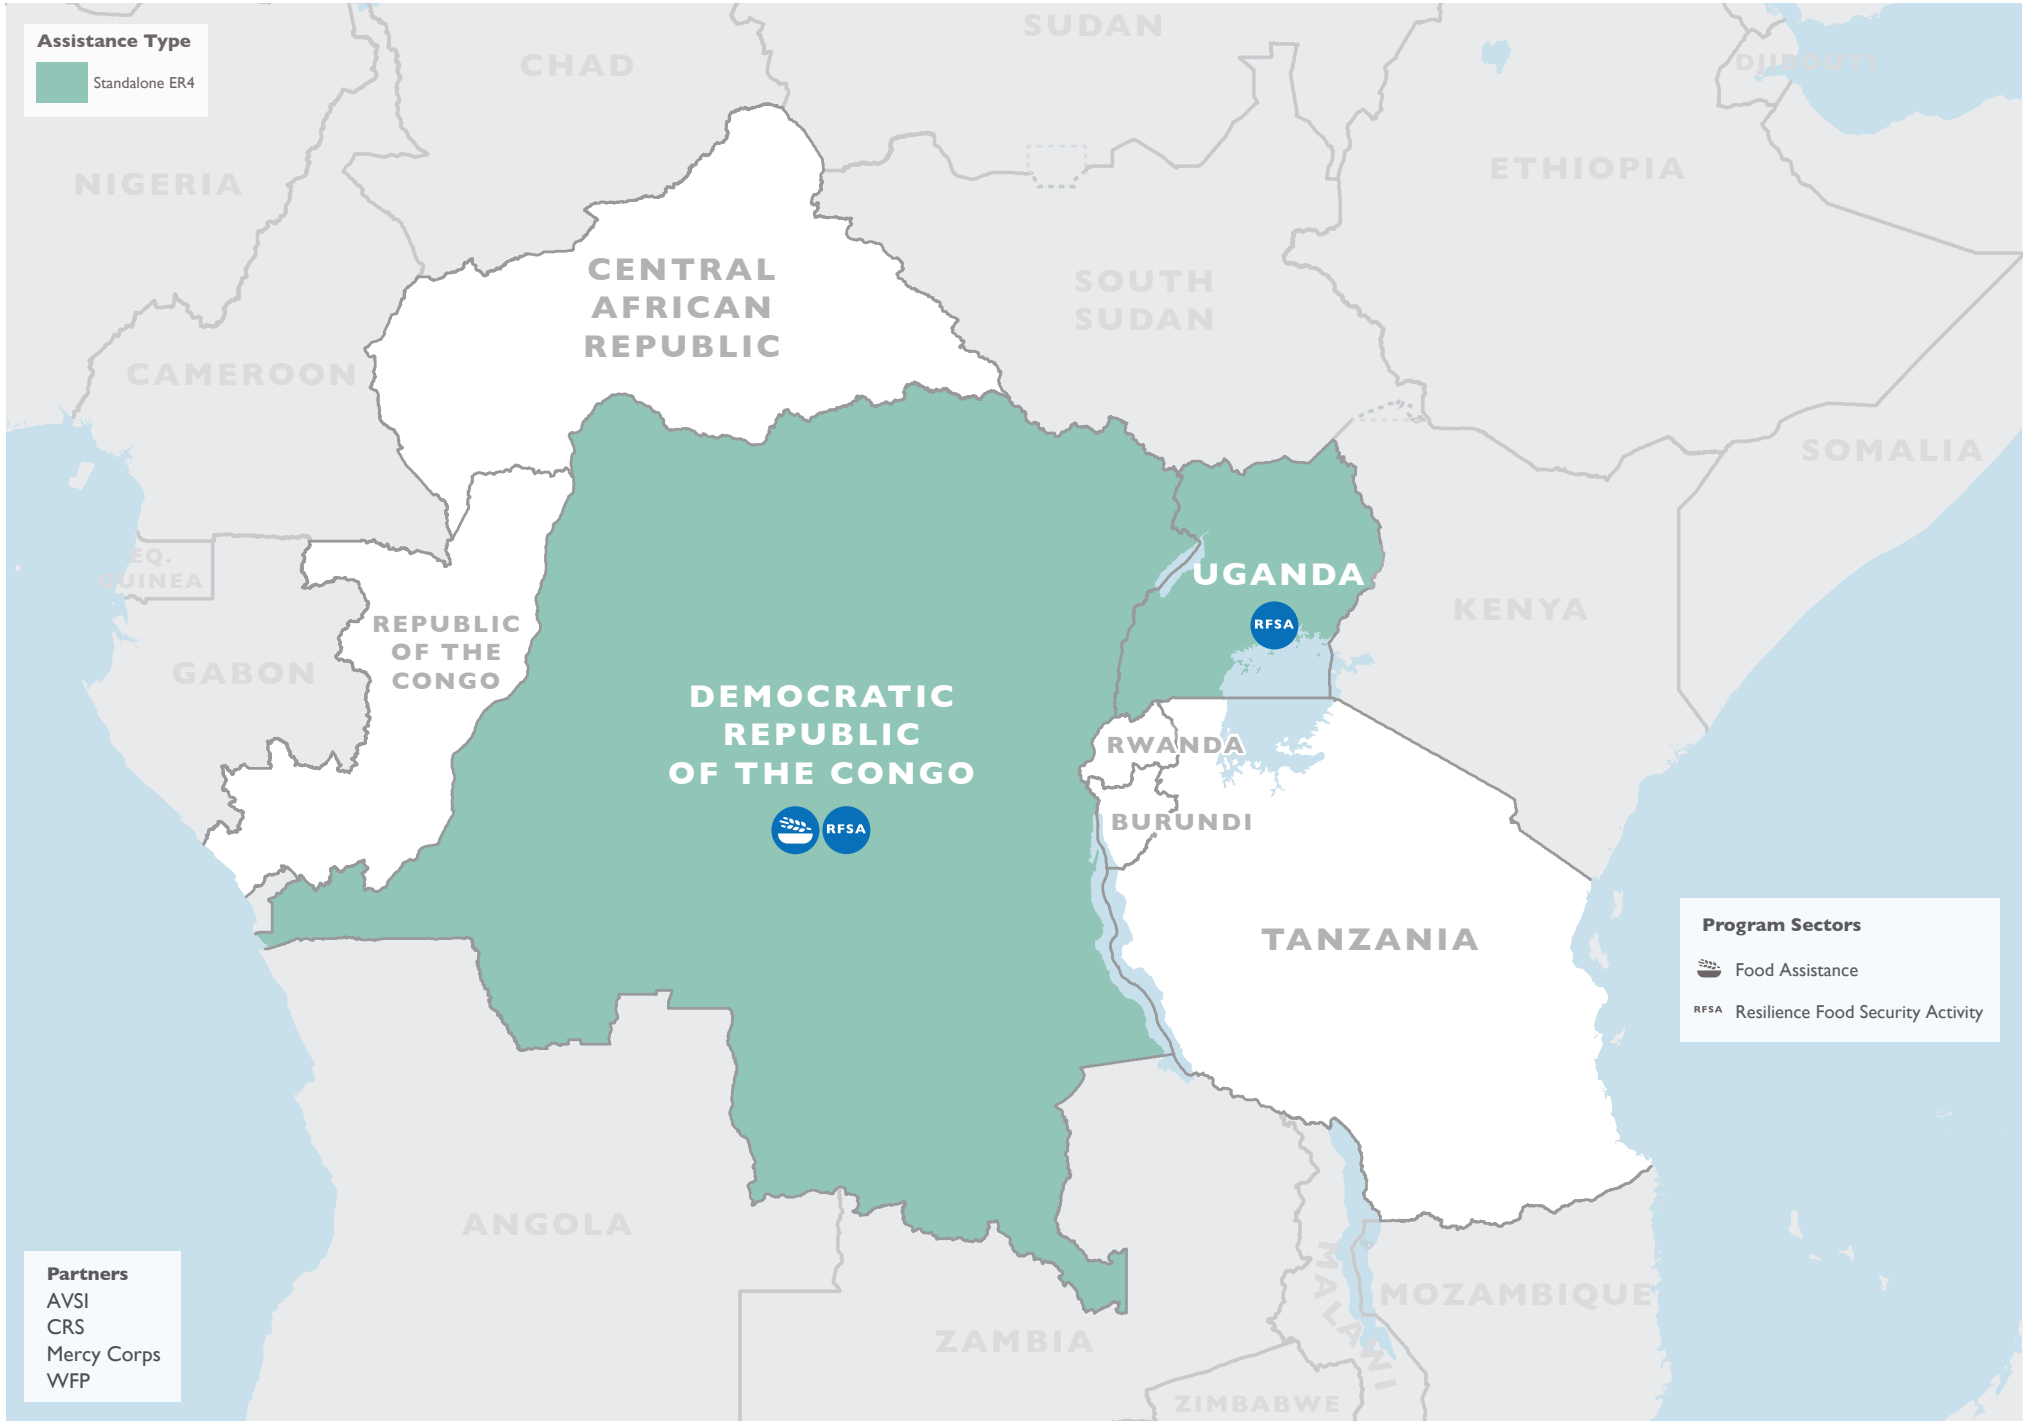 Assistance Type
Standalone ER4
SUDAN
CHAD
DJIBOUTI
NIGERIA
ETHIOPIA
CENTRAL
AFRICAN
REPUBLIC
SOUTH
SUDAN
CAMEROON
SOMALIA
EQ.
GUINEA
UGANDA
RFSA
KENYA
REPUBLIC
OF THE
CONGO
GABON
DEMOCRATIC
REPUBLIC
OF THE CONGO
RFSA
RWANDA
BURUNDI
TANZANIA
Program Sectors
Food Assistance
RFSA Resilience Food Security Activity
ANGOLA
MALAWI
MOZAMBIQUE
ZAMBIA
ZIMBABWE
Partners
AVSI
CRS
Mercy Corps
WFP